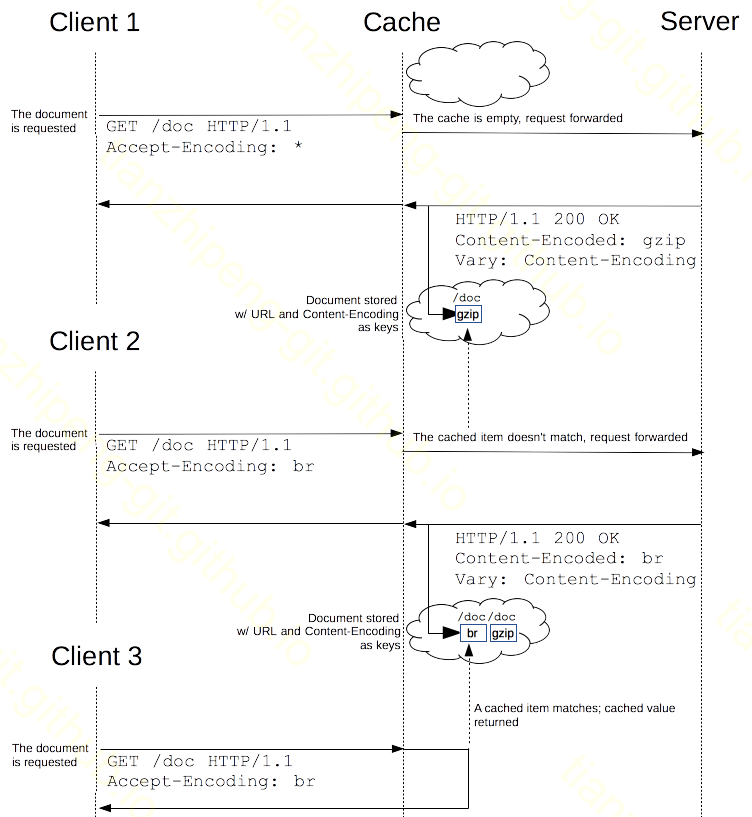 Client 1
Cache
Server
The document
is requested
GET /doc HTTP/1.1
Accept-Encoding: *
The cache is empty, request forwarded
HTTP/1.1 200 OK
Content-Encoded: gzip
Vary: Content-Encoding
Document stored
w/ URL and Content-Encoding
as keys
/doc
gzip
Client 2
The document
is requested
GET /doc HTTP/1.1
Accept-Encoding: br
The cached item doesn't match, request forwarded
HTTP/1.1 200 OK
Content-Encoded: br
Vary: Content-Encoding
Document stored
w/ URL and Content-Encoding
as keys
/doc /doc
br gzip
Client 3
A cached item matches; cached value
returned
The document
is requested
GET /doc HTTP/1.1
Accept-Encoding: br
tianzhipeng-git.github.io